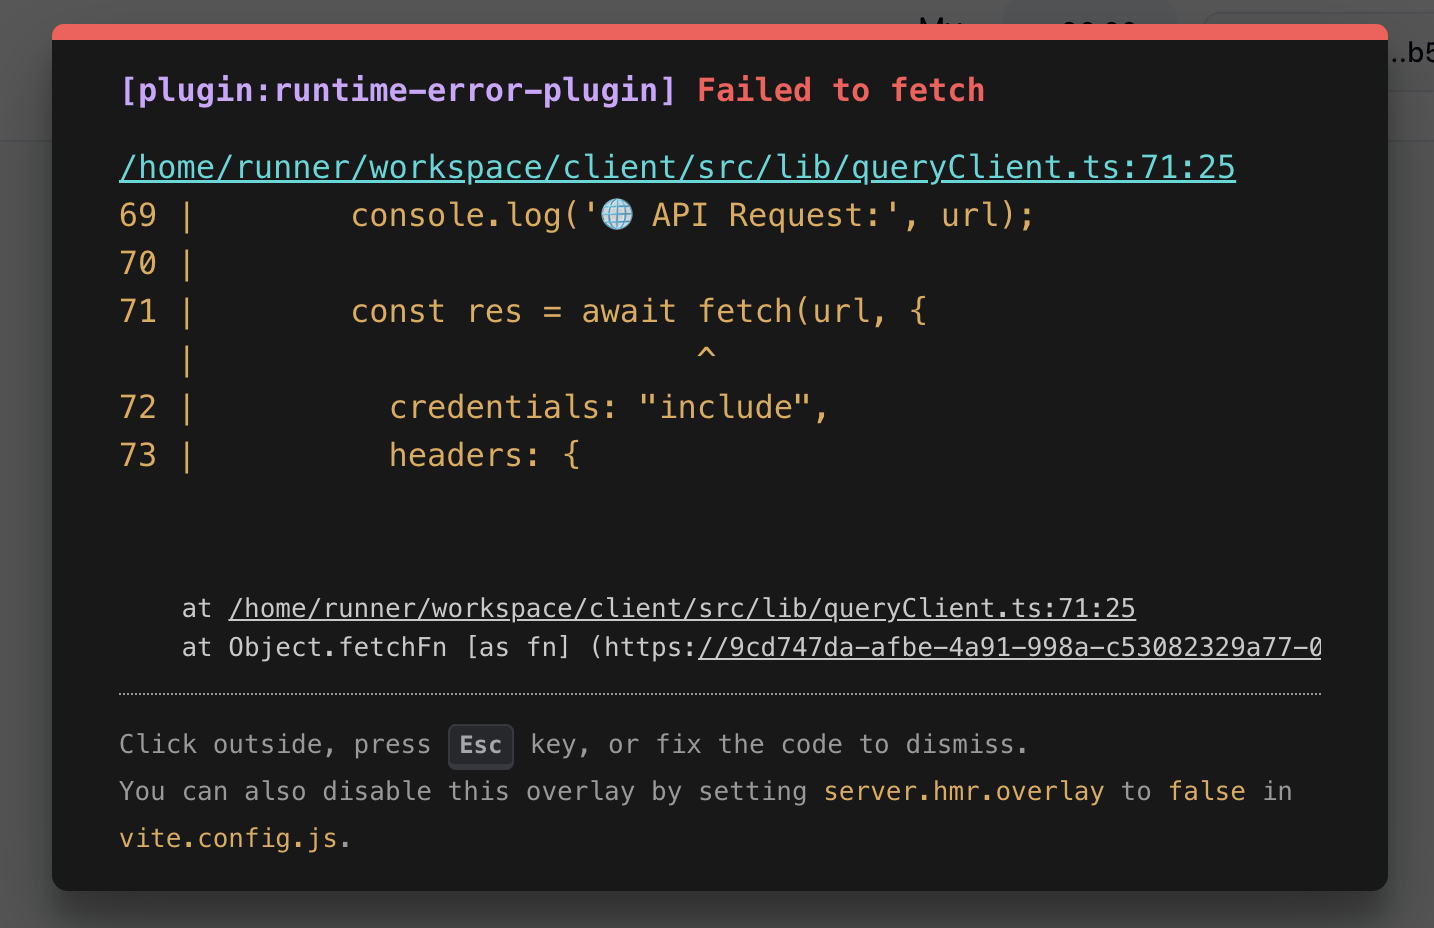 ..b5
[plugin:runtime-error-plugin] Failed to fetch
/home/runner/workspace/client/src/lib/queryClient.ts:71:25
69 |        console.log('🌐 API Request:', url);
70 |
71 |        const res = await fetch(url, {
   |                          ^
72 |          credentials: "include",
73 |          headers: {
at /home/runner/workspace/client/src/lib/queryClient.ts:71:25
at Object.fetchFn [as fn] (https://9cd747da-afbe-4a91-998a-c53082329a77-0
Click outside, press Esc key, or fix the code to dismiss.
You can also disable this overlay by setting server.hmr.overlay to false in
vite.config.js.